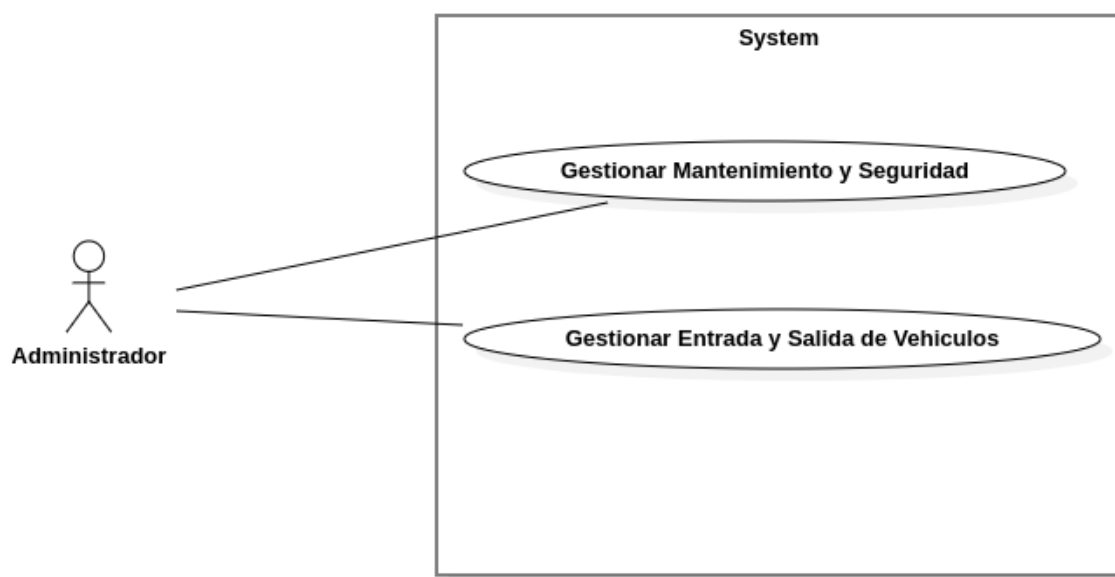 System
Gestionar Mantenimiento y Seguridad
Gestionar Entrada y Salida de Vehiculos
Administrador